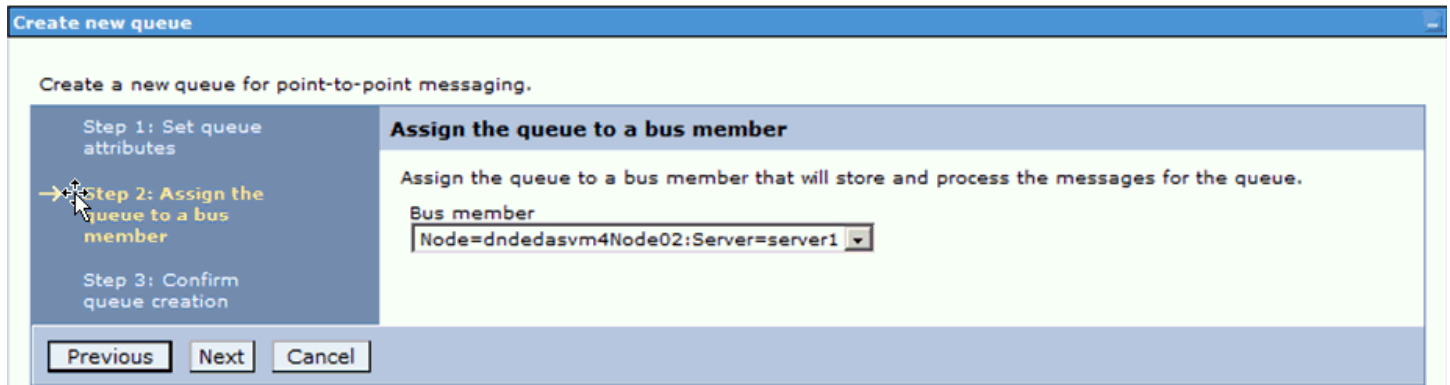 Create new queue
Create a new queue for point-to-point messaging.
Step 1: Set queue
attributes
Step 2: Assign the
queue to a bus
member
Step 3: Confirm
queue creation
Assign the queue to a bus member
Assign the queue to a bus member that will store and process the messages for the queue.
Bus member
Node=dndedasvm4Node02:Server=server1
Previous Next Cancel